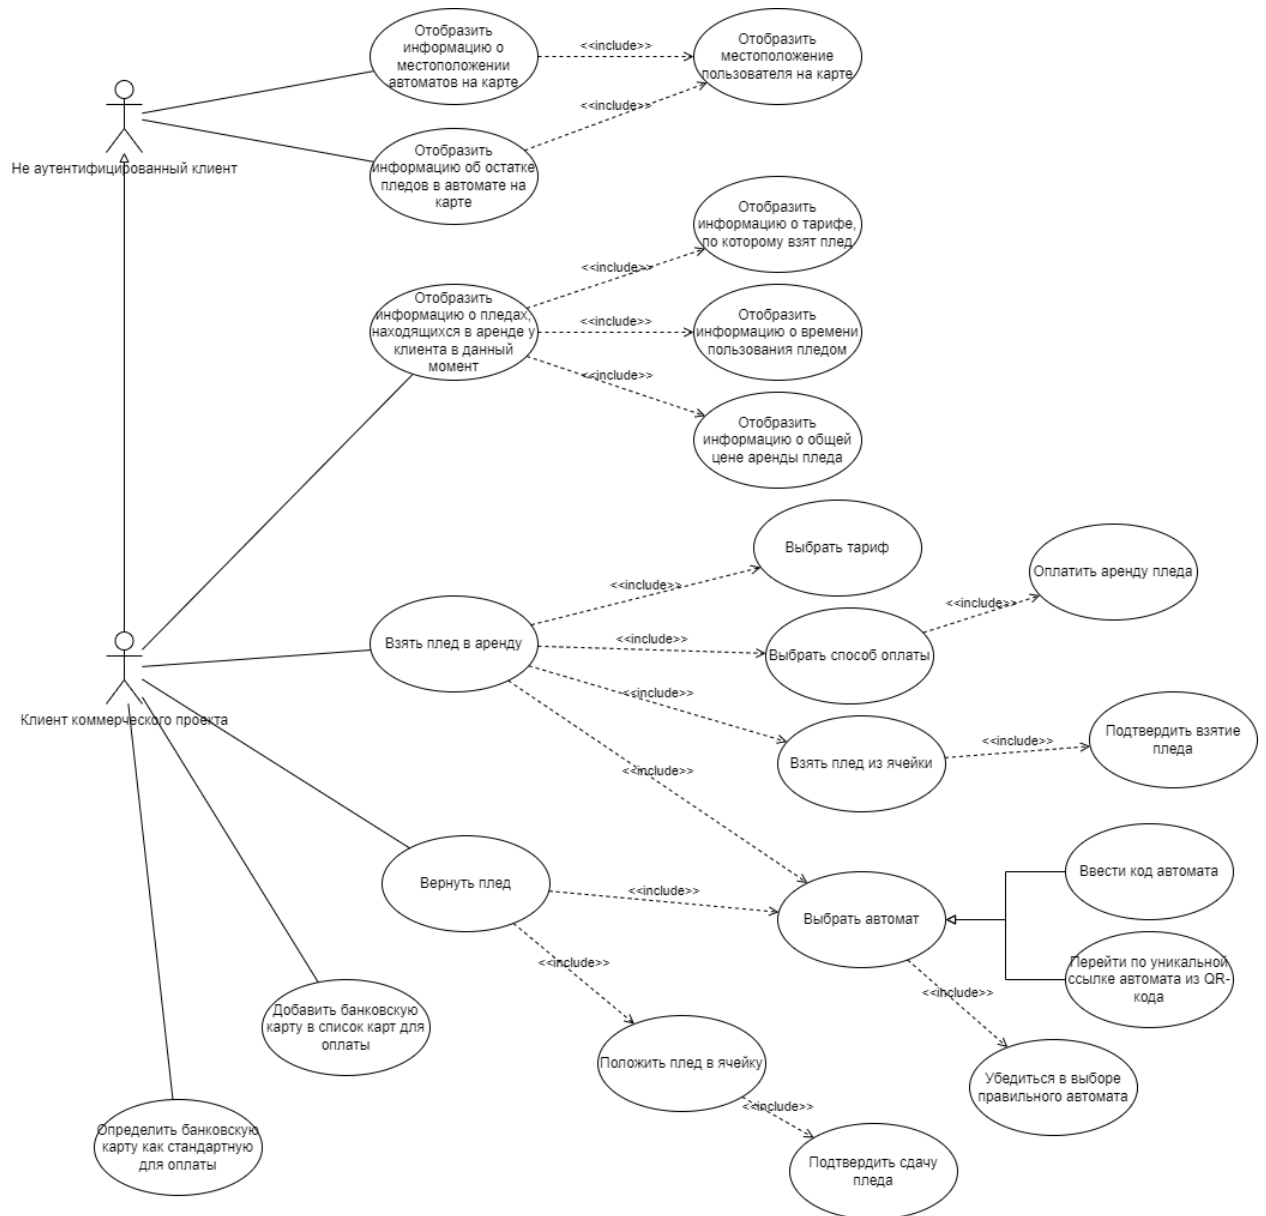 Отобразить
информацию о
местоположении
автоматов на карте
<<include>>
Отобразить
местоположение
пользователя на карте
<<include>>
Не аутентифицированный клиент
Отобразить
информацию об остатке
пледов в автомате на
карте
Отобразить
информацию о тарифе,
по которому взят плед
<<include>>
Отобразить
информацию о пледах,
находящихся в аренде у
клиента в данный
момент
<<include>>
Отобразить
информацию о времени
пользования пледом
<<include>>
Отобразить
информацию о общей
цене аренды пледа
Выбрать тариф
<<include>>
Оплатить аренду пледа
<<include>>
Взять плед в аренду
<<include>>
Выбрать способ оплаты
<<include>>
Клиент коммерческого проекта
Взять плед из ячейки
<<include>>
Подтвердить взятие
пледа
<<include>>
Вернуть плед
<<include>>
Выбрать автомат
Ввести код автомата
Перейти по уникальной
ссылке автомата из QR-
кода
<<include>>
<<include>>
Добавить банковскую
карту в список карт для
оплаты
Положить плед в ячейку
Убедиться в выборе
правильного автомата
<<include>>
Определить банковскую
карту как стандартную
для оплаты
Подтвердить сдачу
пледа